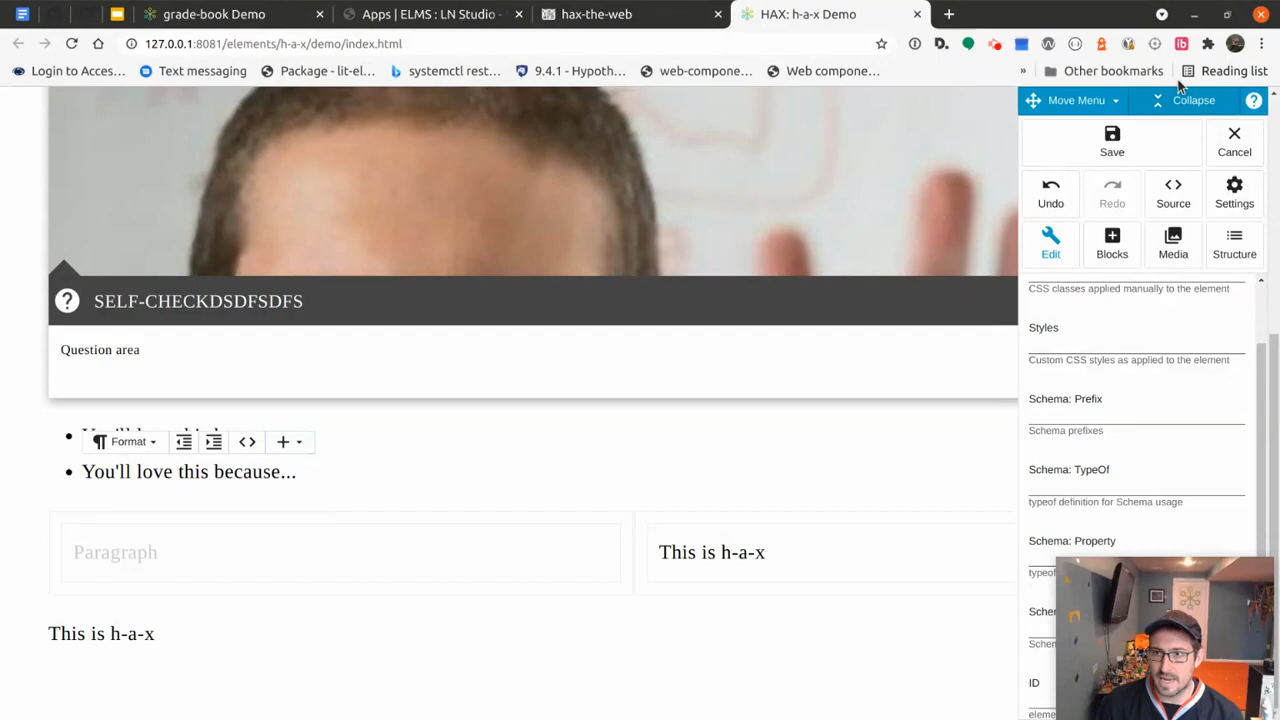 grade-book Demo
Apps | ELMS : LN Studio -
hax-the-web
HAX: h-a-x Demo
127.0.0.1:8081/elements/h-a-x/demo/index.html
Login to Acces...
Text messaging
Package - lit-el...
systemctl rest...
9.4.1 - Hypoth...
web-compone...
Web compone...
»
Other bookmarks
Reading list
Move Menu
Collapse
Save
Cancel
Undo
Redo
Source
Settings
Edit
Blocks
Media
Structure
CSS classes applied manually to the element
Styles
Custom CSS styles as applied to the element
Schema: Prefix
Schema prefixes
Schema: TypeOf
typeof definition for Schema usage
Schema: Property
ID
SELF-CHECKDSDFSDFS
Question area
Format
You'll love this because...
Paragraph
This is h-a-x
This is h-a-x